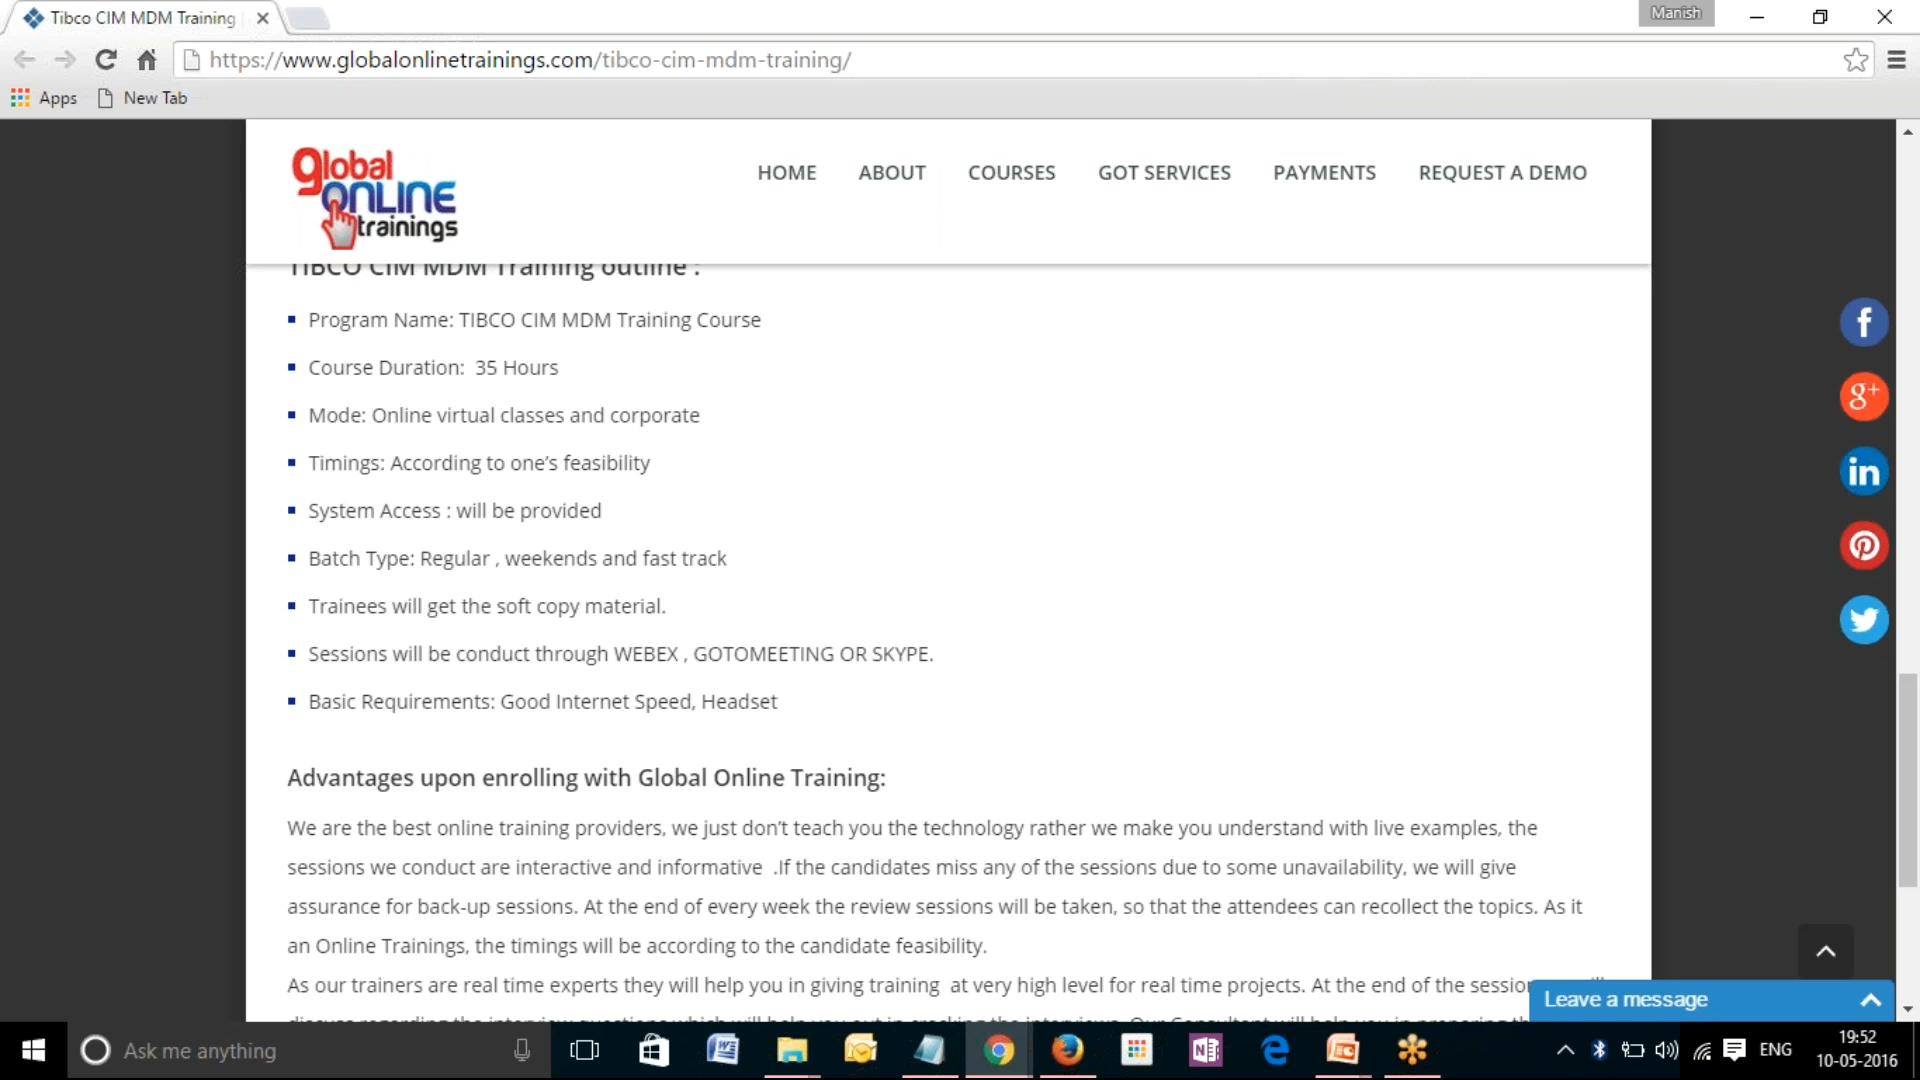 Tibco CIM MDM Training
Manish
https://www.globalonlinetrainings.com/tibco-cim-mdm-training/
Apps
New Tab
global
ONLINE
trainings
HOME
ABOUT
COURSES
GOT SERVICES
PAYMENTS
REQUEST A DEMO
TIBCO CIM MDM Training outline :
Program Name: TIBCO CIM MDM Training Course
Course Duration:  35 Hours
Mode: Online virtual classes and corporate
Timings: According to one’s feasibility
System Access : will be provided
Batch Type: Regular , weekends and fast track
Trainees will get the soft copy material.
Sessions will be conduct through WEBEX , GOTOMEETING OR SKYPE.
Basic Requirements: Good Internet Speed, Headset
Advantages upon enrolling with Global Online Training:
We are the best online training providers, we just don’t teach you the technology rather we make you understand with live examples, the
sessions we conduct are interactive and informative  .If the candidates miss any of the sessions due to some unavailability, we will give
assurance for back-up sessions. At the end of every week the review sessions will be taken, so that the attendees can recollect the topics. As it
an Online Trainings, the timings will be according to the candidate feasibility.
As our trainers are real time experts they will help you in giving training  at very high level for real time projects. At the end of the session
Leave a message
Ask me anything
ENG
19:52
10-05-2016